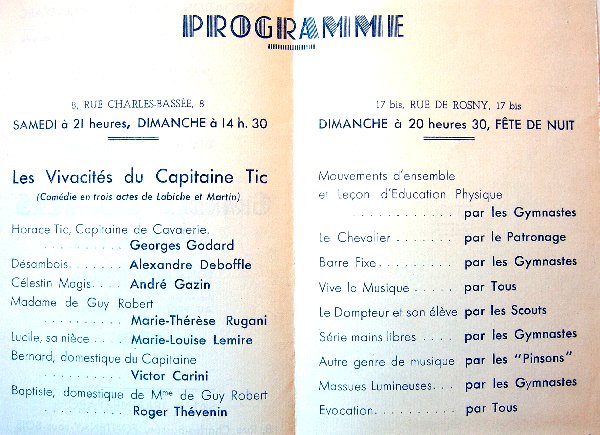 PROGRAMME
8, RUE CHARLES-BASSÉE, 8
SAMEDI à 21 heures, DIMANCHE à 14 h. 30
Les Vivacités du Capitaine Tic
(Comédie en trois actes de Labiche et Martin)
Horace Tic, Capitaine de Cavalerie.
. . . . . . . . . . Georges Godard
Désambois. . . . . . . Alexandre Deboffle
Célestin Magis. . . . . André Gazin
Madame de Guy Robert
. . . . . . . . . . Marie-Thérèse Rugani
Lucile, sa nièce . . . . Marie-Louise Lemire
Bernard, domestique du Capitaine
. . . . . . . . . . Victor Carini
Baptiste, domestique de Mme de Guy Robert
. . . . . . . . . . Roger Thévenin
17 bis, RUE DE ROSNY, 17 bis
DIMANCHE à 20 heures 30, FÊTE DE NUIT
Mouvements d'ensemble
et Leçon d'Education Physique
. . . . . . . . . . . . par les Gymnastes
Le Chevalier . . . . . . . par le Patronage
Barre Fixe. . . . . . . . . par les Gymnastes
Vive la Musique . . . . . par Tous
Le Dompteur et son élève par les Scouts
Série mains libres . . . . par les Gymnastes
Autre genre de musique par les "Pinsons"
Massues Lumineuses. . . par les Gymnastes
Evocation. . . . . . . . . . par Tous